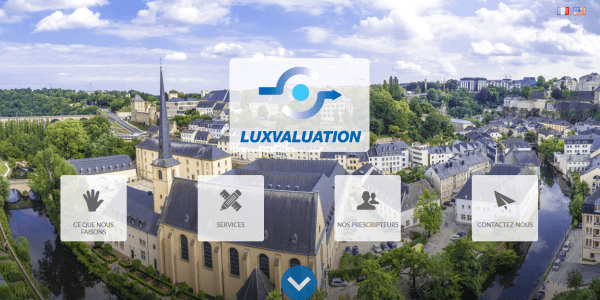 LUXVALUATION
CE QUE NOUS
FAISONS
SERVICES
NOS PRESCRIPTEURS
CONTACTEZ-NOUS